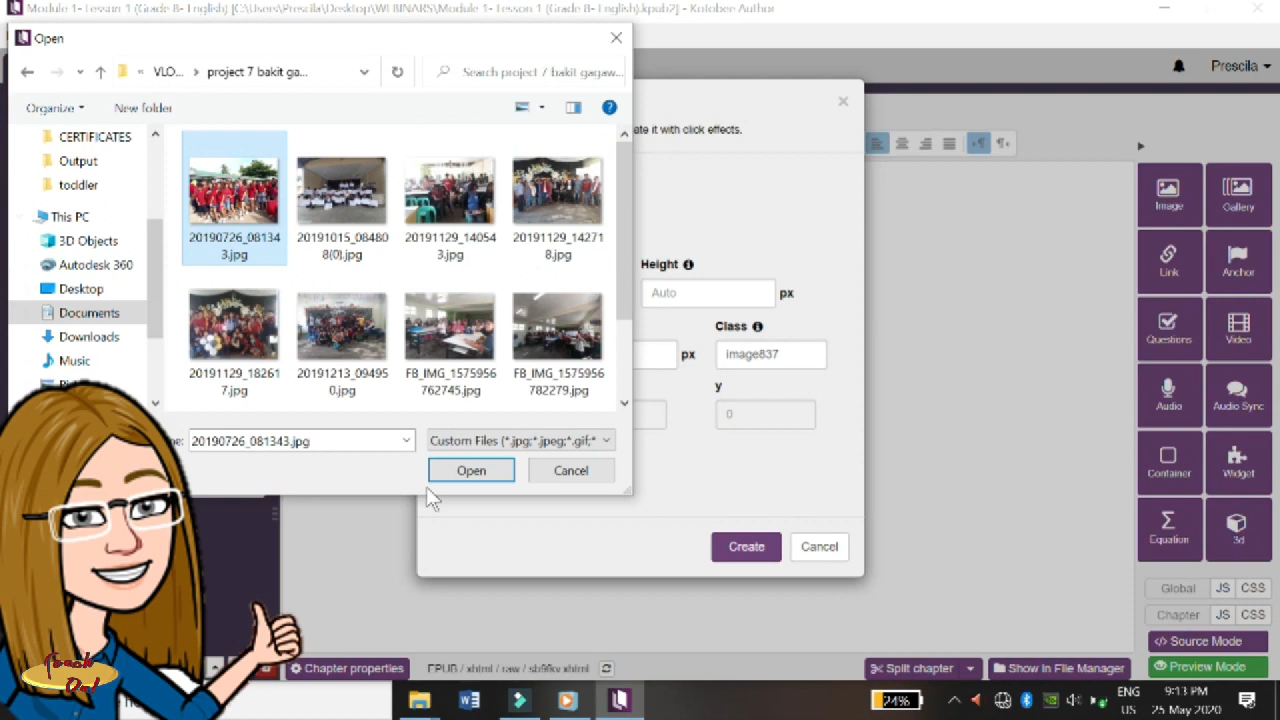 Module 1- Lesson 1 (Grade 8- English) [C:\Users\Prescila\Desktop\WEBINARS\Module 1- Lesson 1 (Grade 8- English).kpub2] - Kotobee Author
Open
« VLO... › project 7 bakit ga...
Search project 7 bakit gagaw...
Prescila
Organize
New folder
ate it with click effects.
CERTIFICATES
Output
toddler
This PC
3D Objects
Autodesk 360
Desktop
Documents
Downloads
Music
20190726_081343.jpg
20191015_084808(0).jpg
20191129_140543.jpg
20191129_142718.jpg
20191129_182617.jpg
20191213_094950.jpg
FB_IMG_1575956762745.jpg
FB_IMG_1575956782279.jpg
20190726_081343.jpg
Custom Files (*.jpg;*.jpeg;*.gif;*
Open
Cancel
Height
Auto
px
Class
px
image837
y
0
Create
Cancel
Image
Gallery
Link
Anchor
Questions
Video
Audio
Audio Sync
Container
Widget
Equation
3d
Global JS CSS
Chapter JS CSS
Source Mode
Preview Mode
Chapter properties
EPUB / xhtml / raw /
Split chapter
Show in File Manager
24%
ENG
US
9:13 PM
25 May 2020